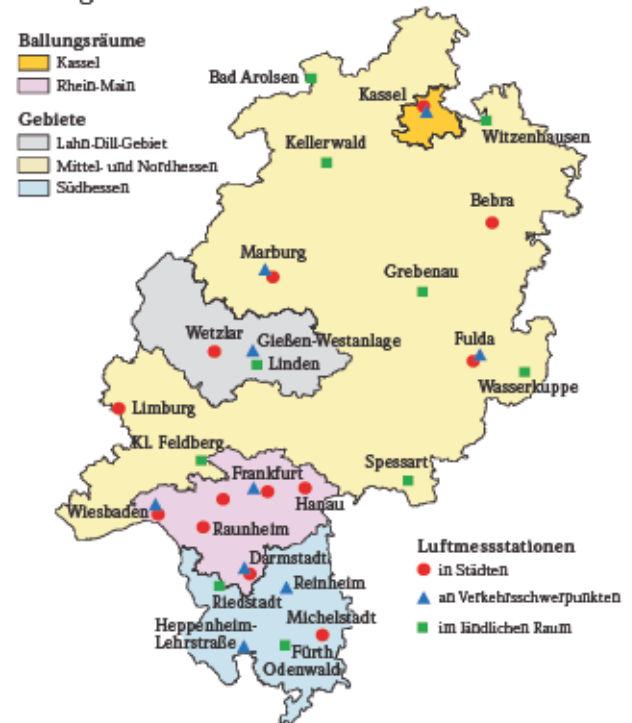 Ballungsräume
Kassel
Rhein-Main
Gebiete
Lahn-Dill-Gebiet
Mittel- und Nordhessen
Südhessen
Bad Arolsen
Kassel
Witzenhausen
Kellerwald
Bebra
Marburg
Grebenau
Wetzlar
Gießen-Westanlage
Linden
Fulda
Wasserkuppe
Limburg
Kl. Feldberg
Spessart
Frankfurt
Hanau
Wiesbaden
Raunheim
Darmstadt
Reinheim
Riedstadt
Michelstadt
Heppenheim-
Lehrstraße
Fürth/
Odenwald
Luftmessstationen
in Städten
an Verkehrsschwerpunkten
im ländlichen Raum